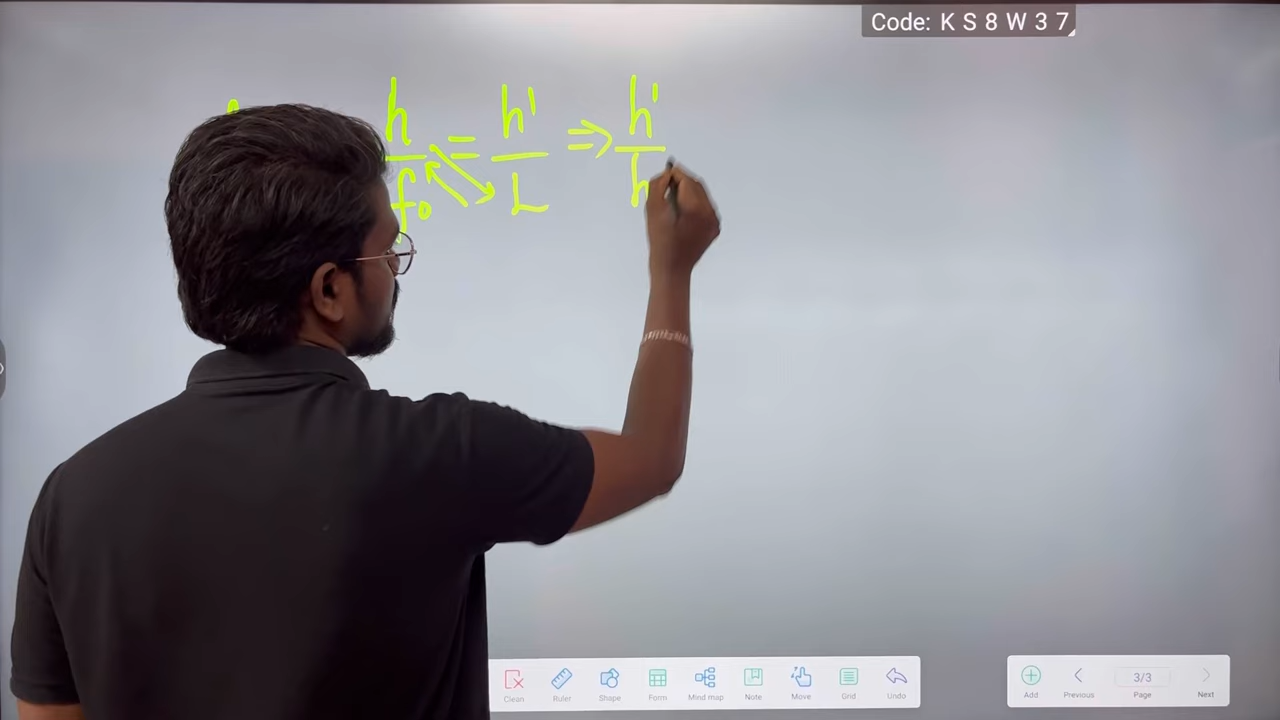 Code: K S 8 W 3 7
h/f₀ = h'/L ⇒ h'/h
Clean Ruler Shape Form Mind map Note Move Grid Undo
Add Previous 3/3 Page Next